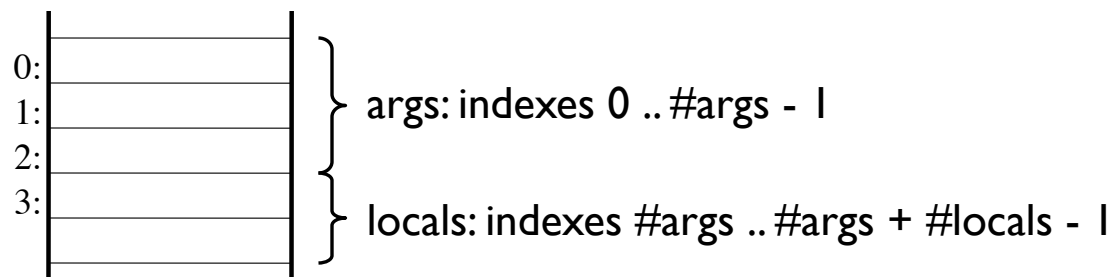 0:
args: indexes 0 .. #args - 1
1:
2:
3:
locals: indexes #args .. #args + #locals - 1